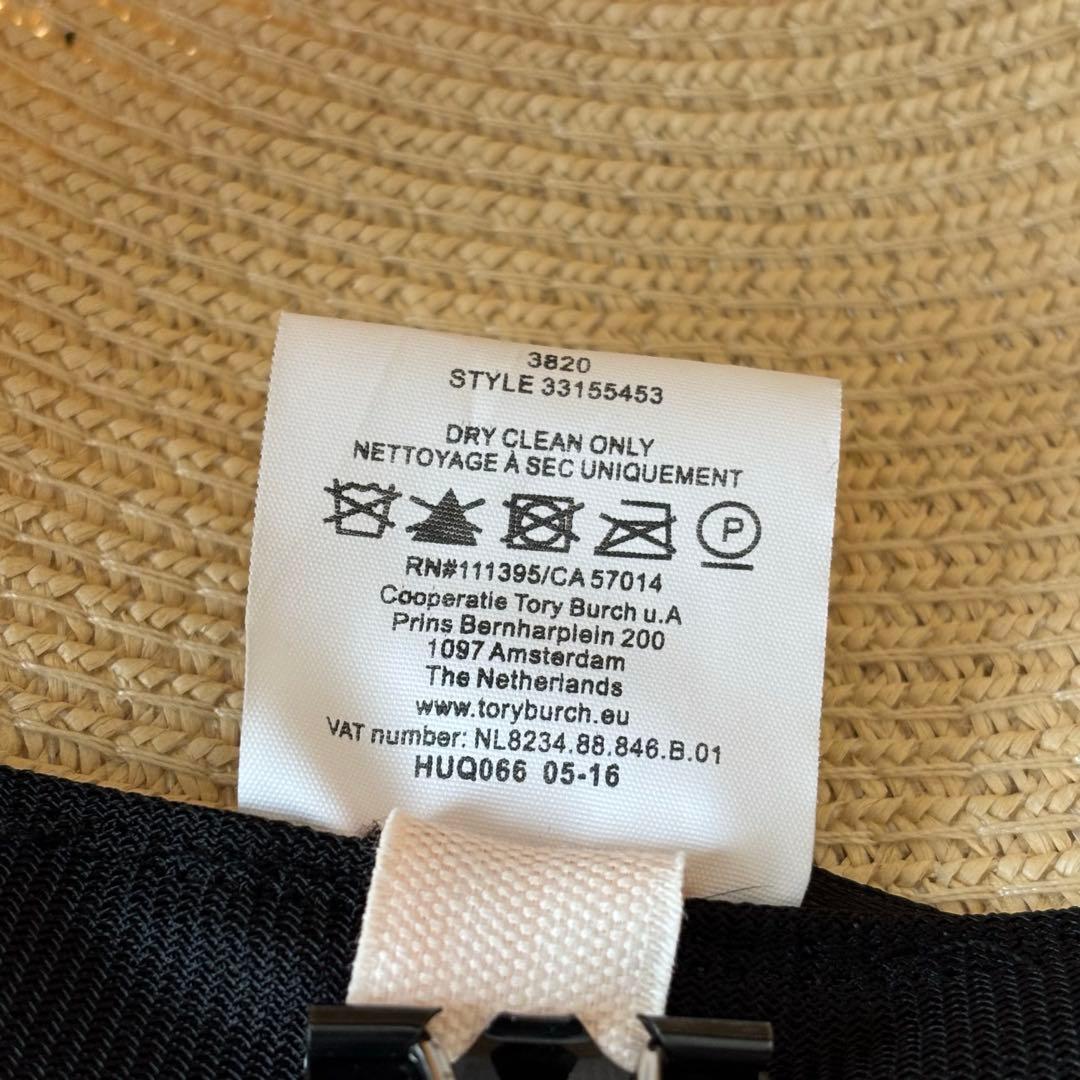 3820
STYLE 33155453
DRY CLEAN ONLY
NETTOYAGE À SEC UNIQUEMENT
P
RN#111395/CA 57014
Cooperatie Tory Burch u.A
Prins Bernharplein 200
1097 Amsterdam
The Netherlands
www.toryburch.eu
VAT number: NL8234.88.846.B.01
HUQ066 05-16